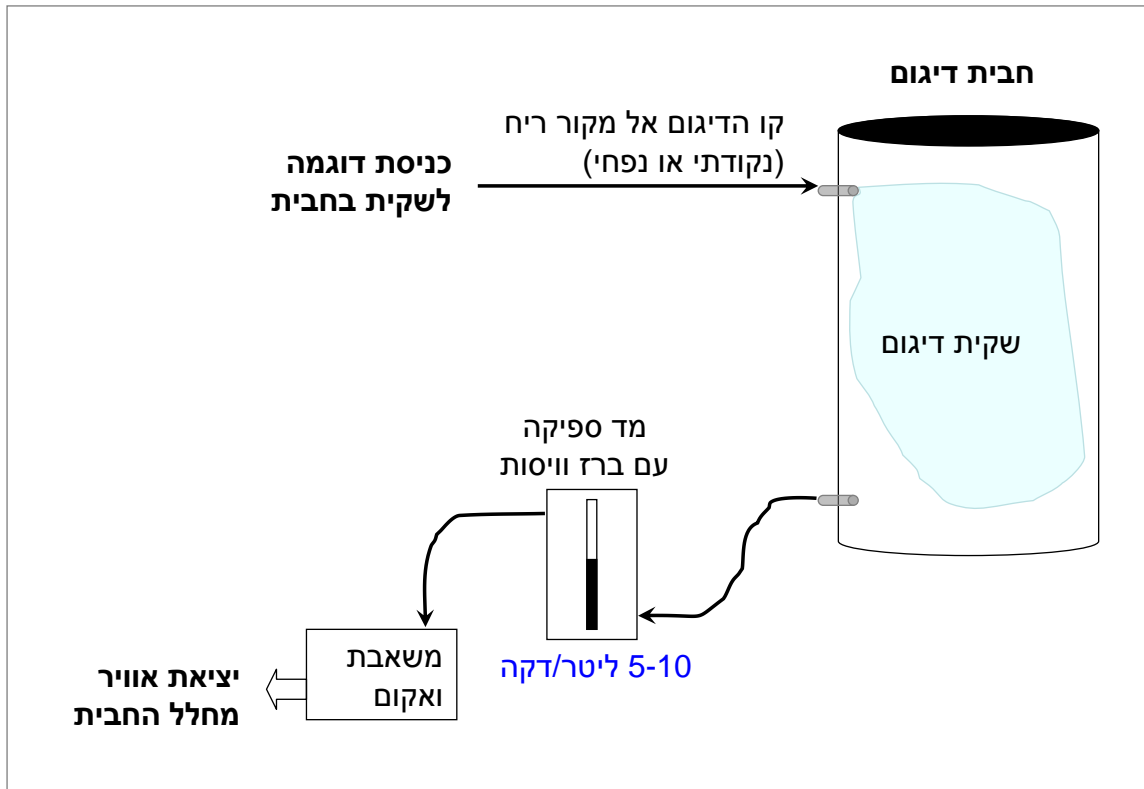 חבית דיגום
קו הדיגום אל מקור ריח
(נקודתי או נפחי)
כניסת דוגמה
לשקית בחבית
שקית דיגום
מד ספיקה
עם ברז וויסות
5-10 ליטר/דקה
משאבת
ואקום
יציאת אוויר
מחלל החבית